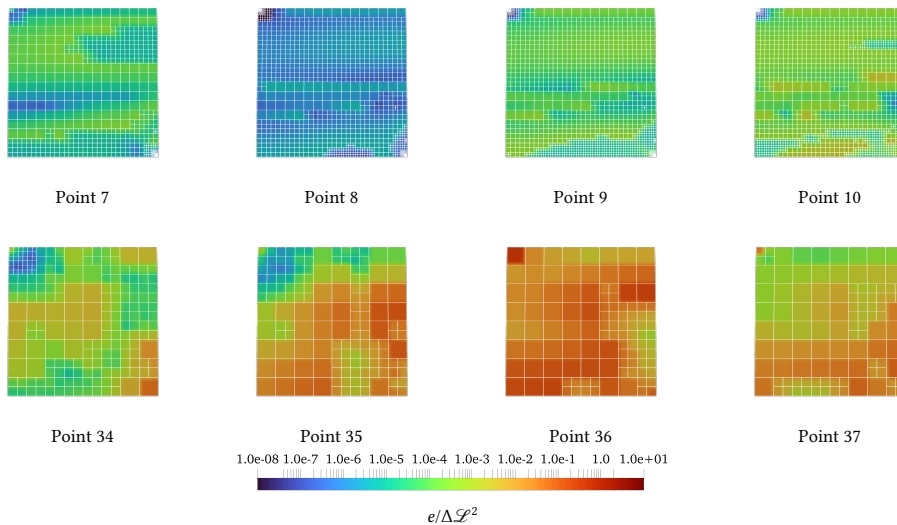 Point 7 Point 8 Point 9 Point 10
Point 34 Point 35 Point 36 Point 37
1.0e-08 1.0e-7 1.0e-6 1.0e-5 1.0e-4 1.0e-3 1.0e-2 1.0e-1 1.0 1.0e+01
e/Δℒ²